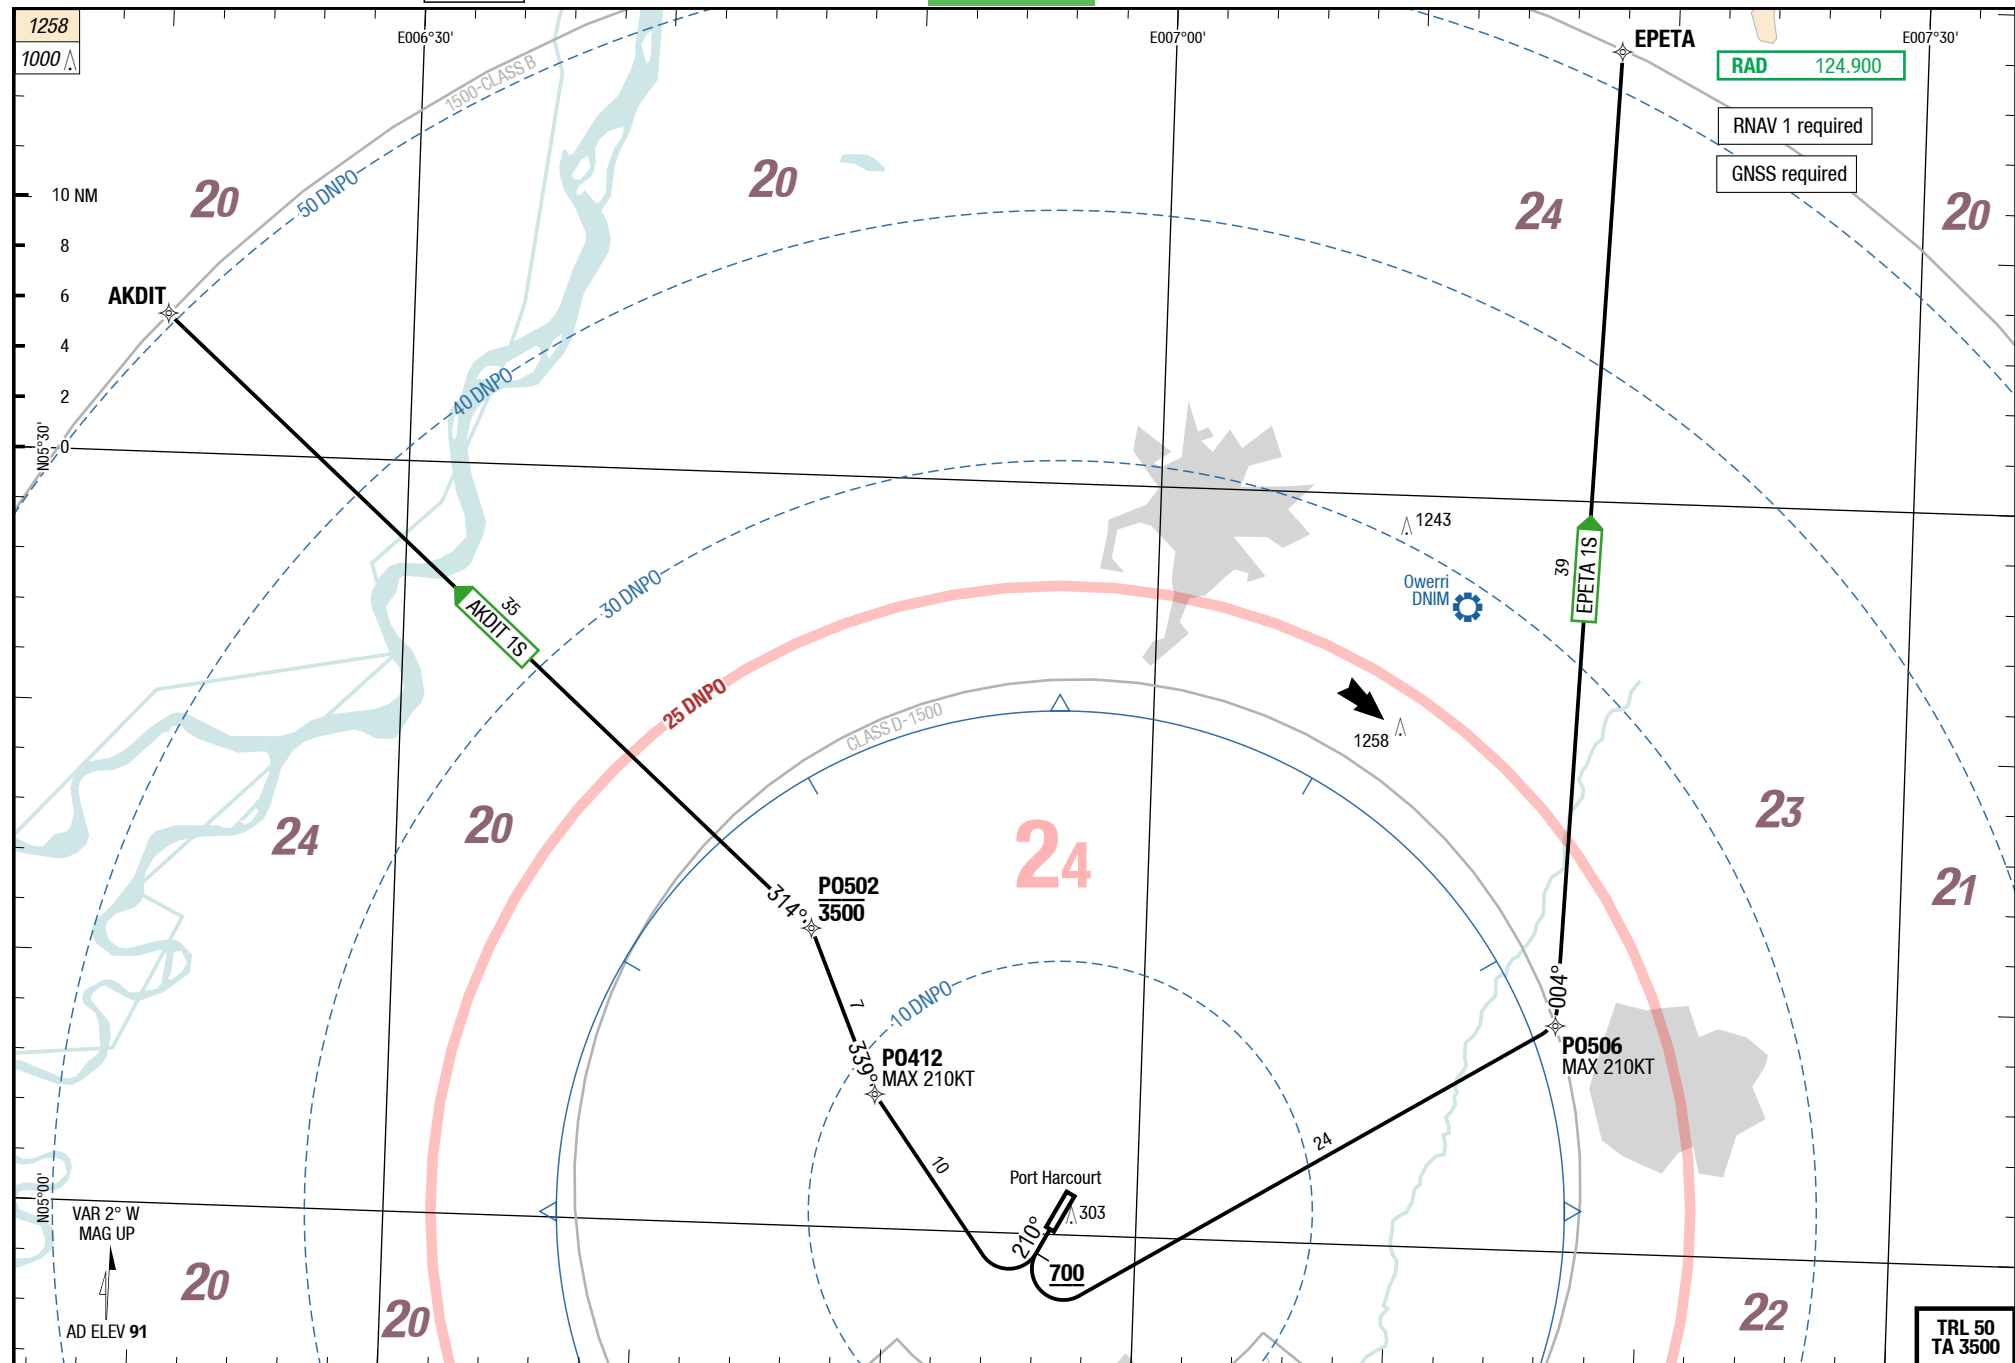 1258
1000
E006°30'
E007°00'
E007°30'
1500-CLASS B
EPETA
RAD 124.900
RNAV 1 required
GNSS required
50 DNPO
20
20
24
20
10 NM
8
6
4
2
0
N05°30'
AKDIT
40 DNPO
1243
39
EPETA 1S
Owerri
DNIM
30 DNPO
35
AKDIT 1S
25 DNPO
CLASS D-1500
1258
24
20
24
23
21
314°
PO502
3500
7
10 DNPO
004°
339°
PO412
MAX 210KT
PO506
MAX 210KT
10
24
Port Harcourt
303
210°
700
N05°00'
VAR 2° W
MAG UP
AD ELEV 91
20
20
22
TRL 50
TA 3500